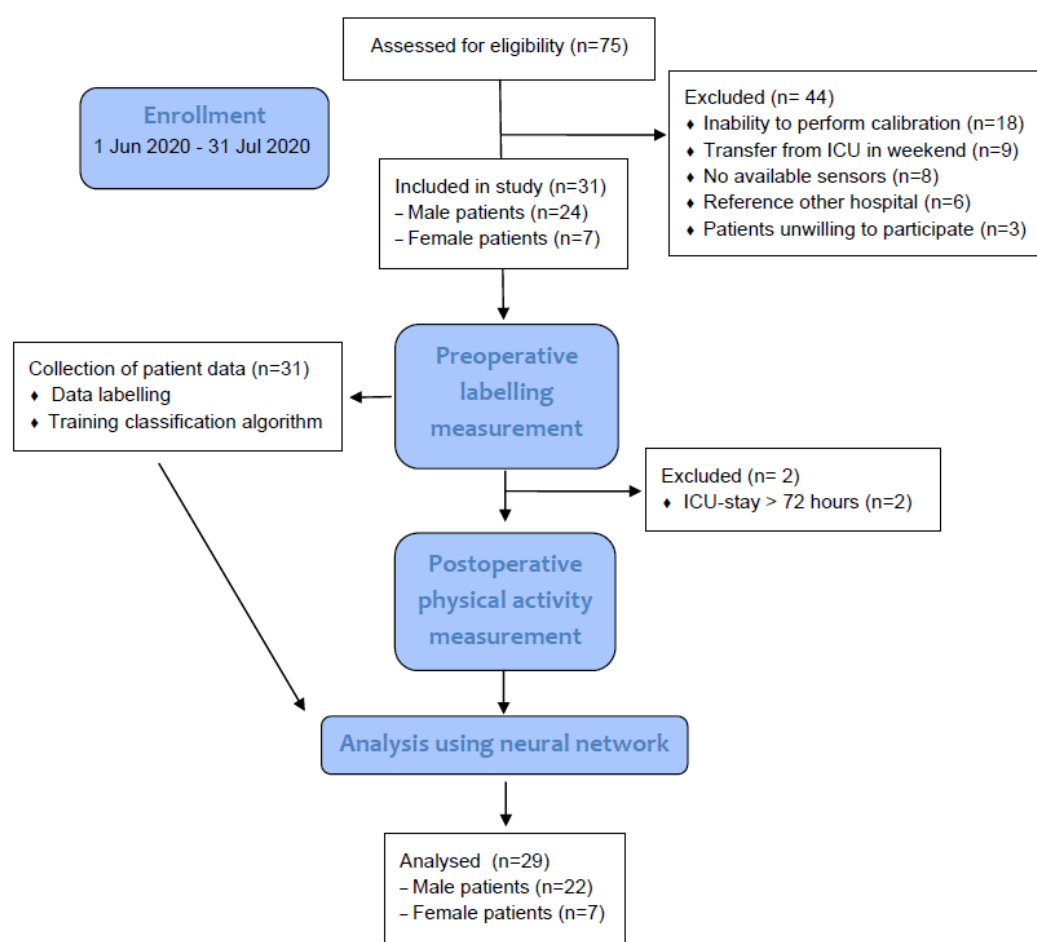 Assessed for eligibility (n=75)
Enrollment
1 Jun 2020 - 31 Jul 2020
Excluded (n= 44)
♦ Inability to perform calibration (n=18)
♦ Transfer from ICU in weekend (n=9)
♦ No available sensors (n=8)
♦ Reference other hospital (n=6)
♦ Patients unwilling to participate (n=3)
Included in study (n=31)
– Male patients (n=24)
– Female patients (n=7)
Preoperative
labelling
measurement
Collection of patient data (n=31)
♦ Data labelling
♦ Training classification algorithm
Excluded (n= 2)
♦ ICU-stay > 72 hours (n=2)
Postoperative
physical activity
measurement
Analysis using neural network
Analysed (n=29)
– Male patients (n=22)
– Female patients (n=7)